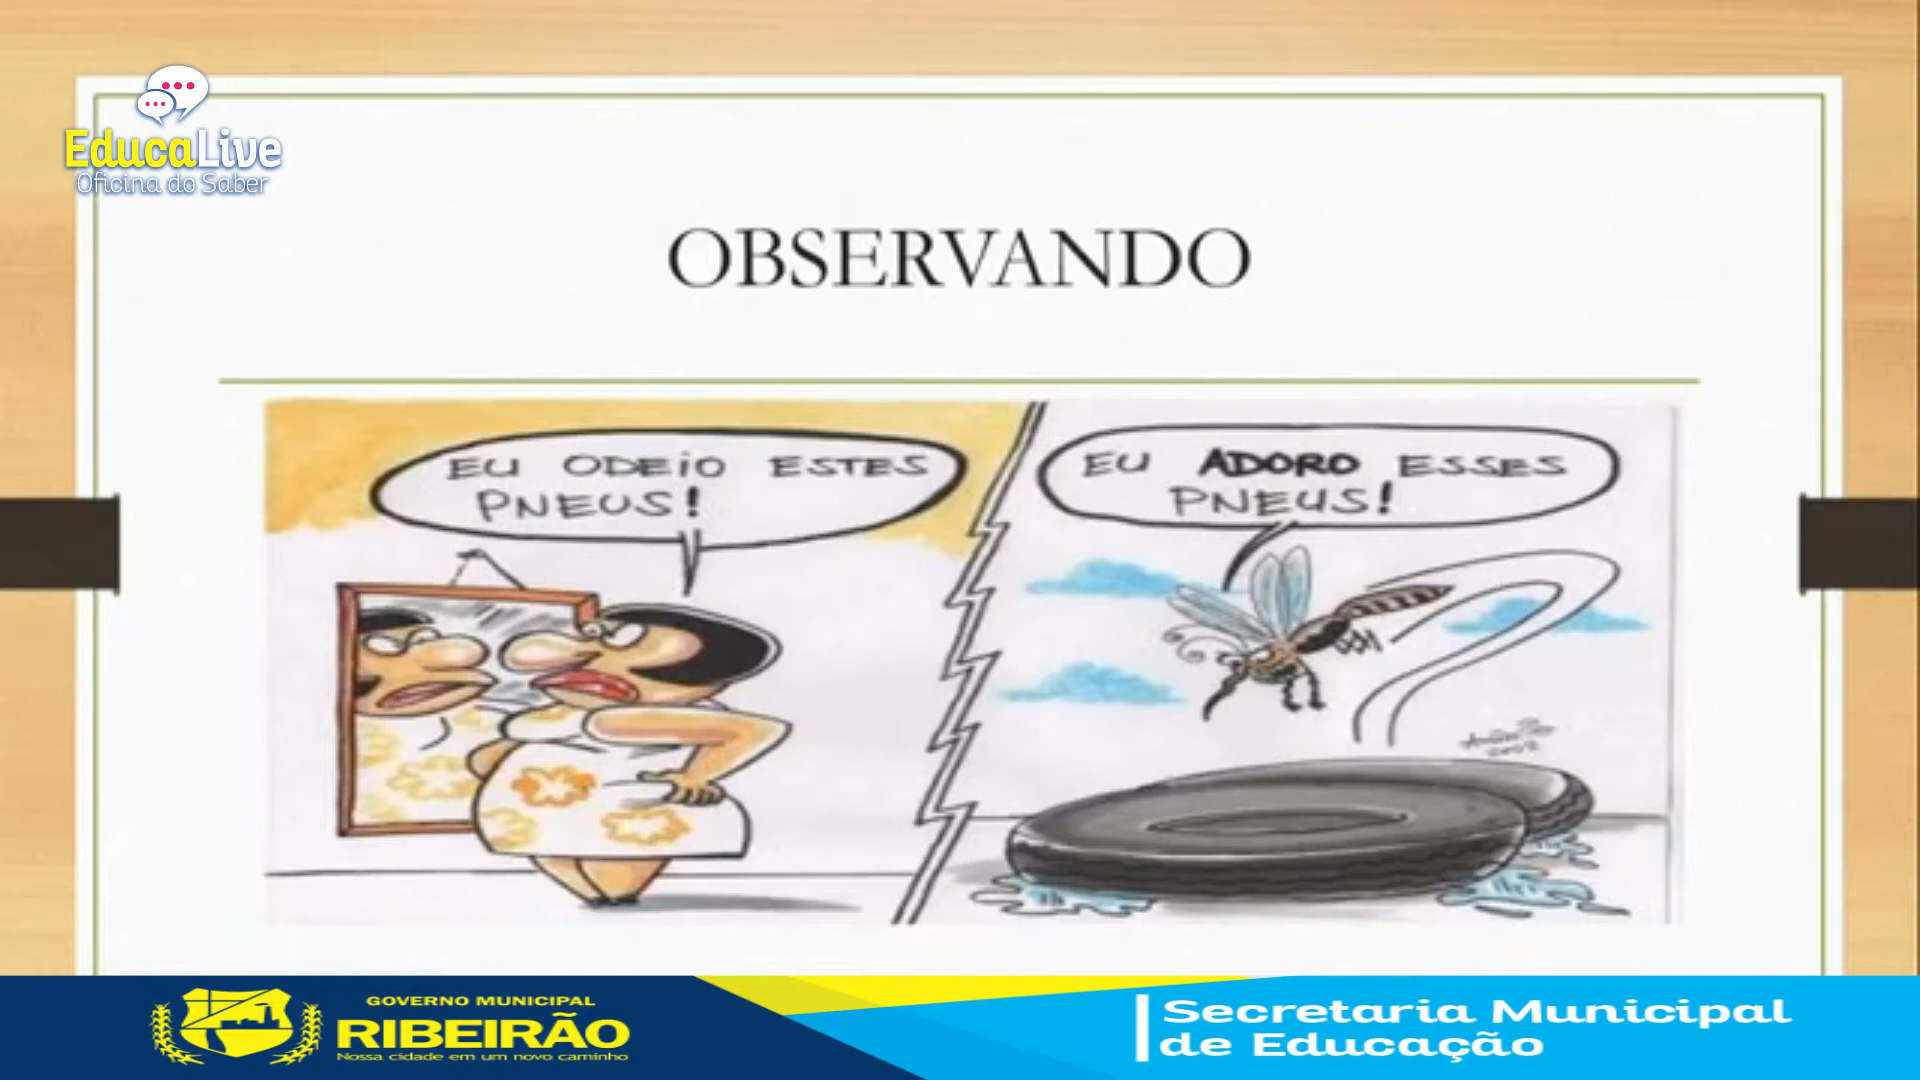 EducaLive
Oficina do Saber
OBSERVANDO
EU ODEIO ESTES
PNEUS!
EU ADORO ESSES
PNEUS!
GOVERNO MUNICIPAL
RIBEIRÃO
Nossa cidade em um novo caminho
Secretaria Municipal
de Educação